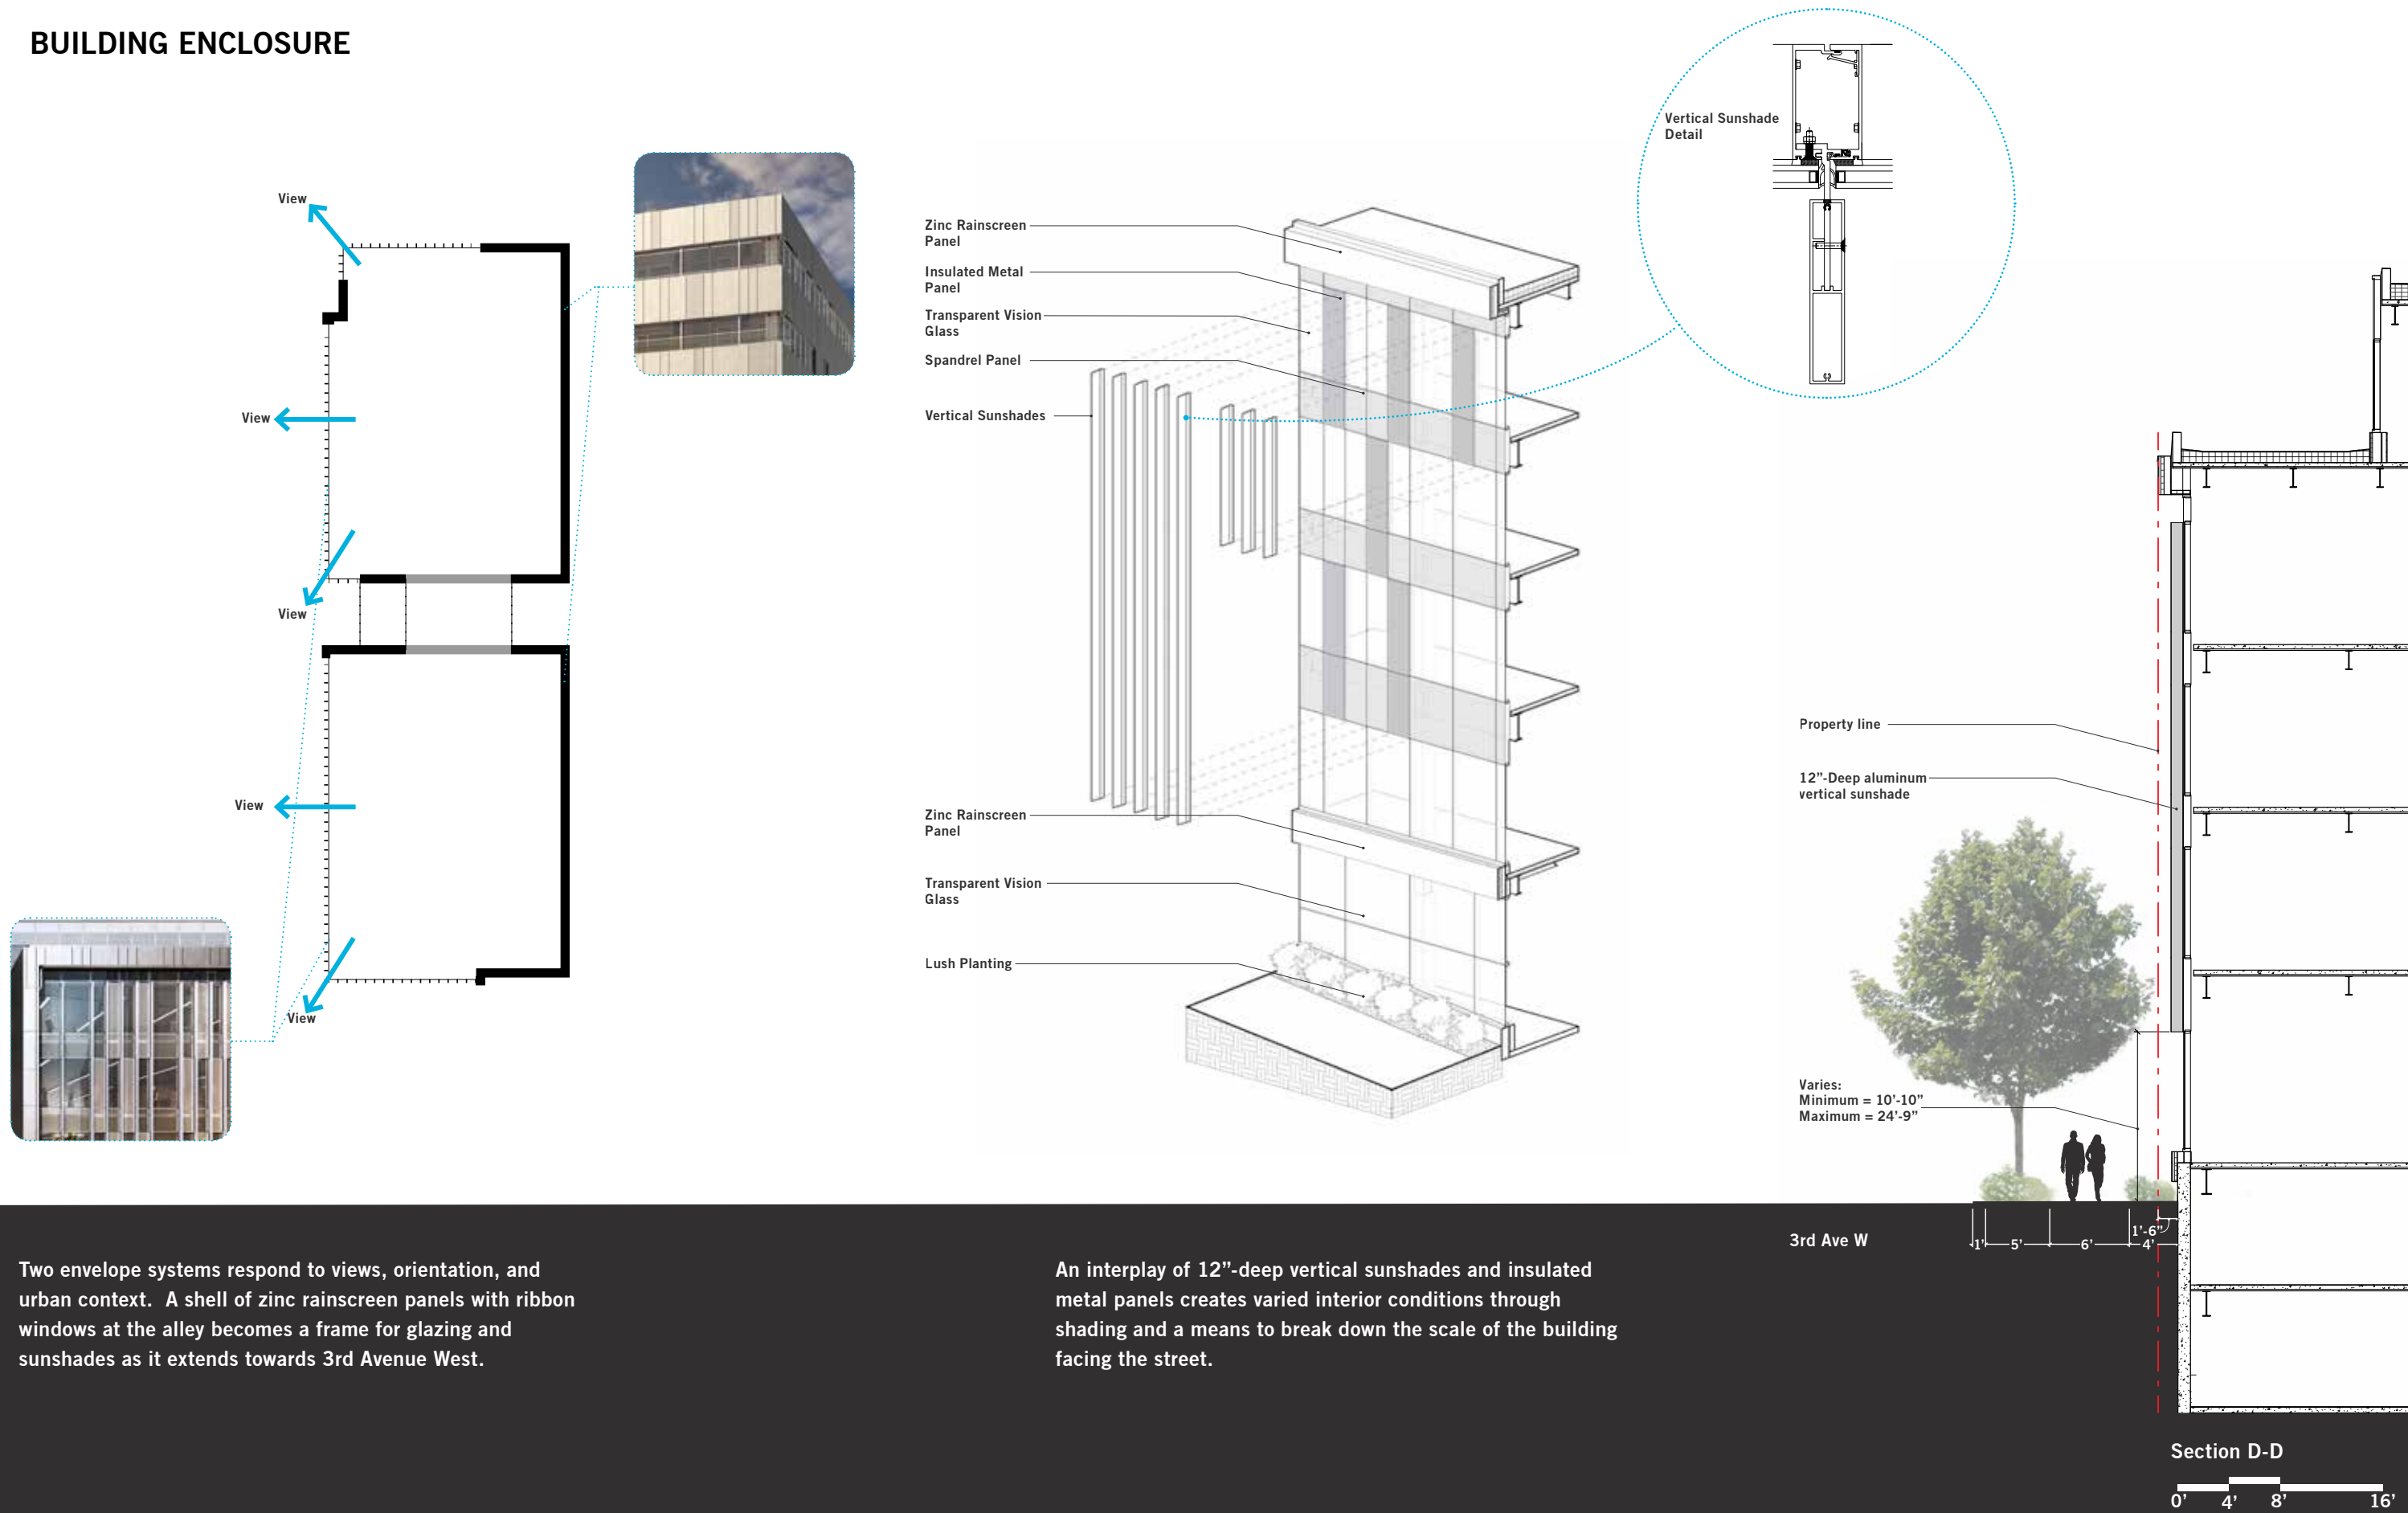 BUILDING ENCLOSURE
View
View
View
View
View
Zinc Rainscreen
Panel
Insulated Metal
Panel
Transparent Vision
Glass
Spandrel Panel
Vertical Sunshades
Zinc Rainscreen
Panel
Transparent Vision
Glass
Lush Planting
Vertical Sunshade
Detail
Property line
12”-Deep aluminum
vertical sunshade
Varies:
Minimum = 10’-10”
Maximum = 24’-9”
3rd Ave W
1’
5’
6’
1’-6”
4’
Two envelope systems respond to views, orientation, and
urban context.  A shell of zinc rainscreen panels with ribbon
windows at the alley becomes a frame for glazing and
sunshades as it extends towards 3rd Avenue West.
An interplay of 12”-deep vertical sunshades and insulated
metal panels creates varied interior conditions through
shading and a means to break down the scale of the building
facing the street.
Section D-D
0’ 4’ 8’ 16’